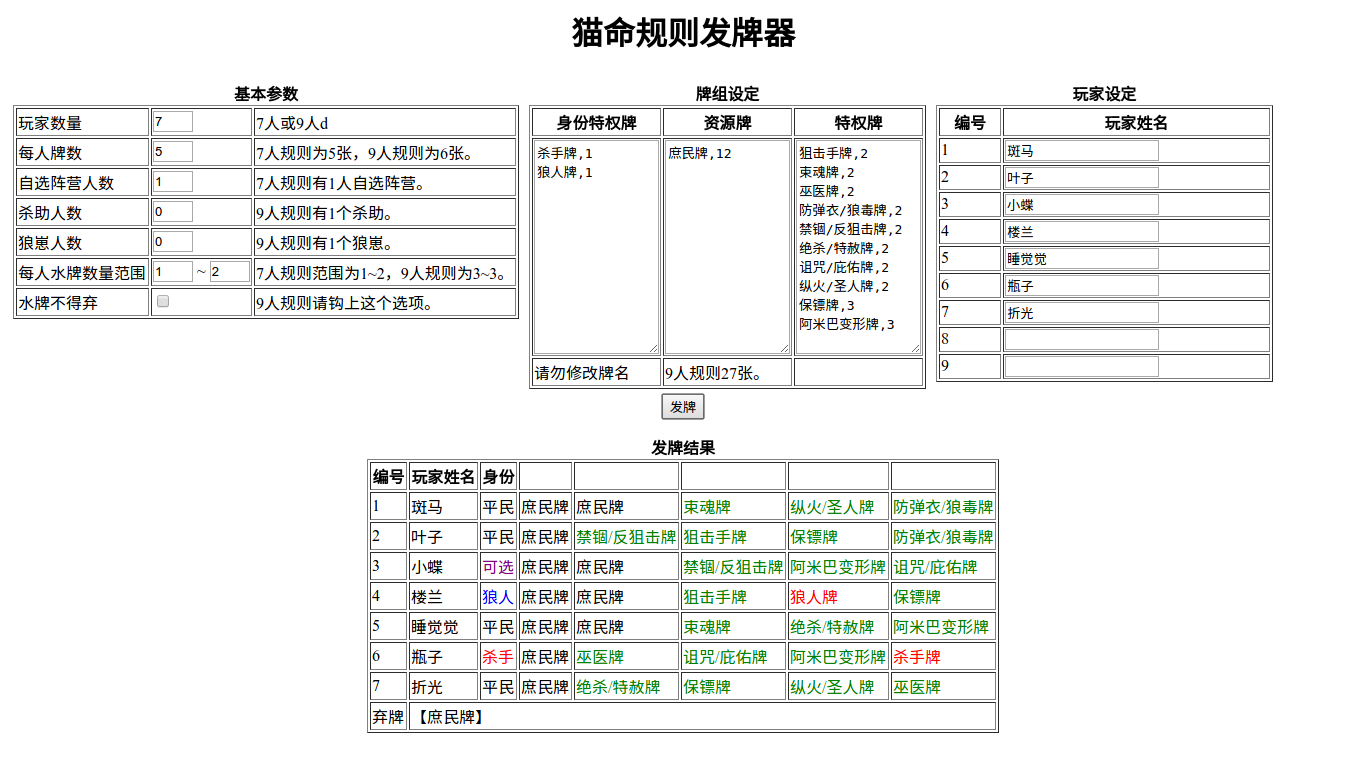 猫命规则发牌器
基本参数
玩家数量 7 7人或9人d
每人牌数 5 7人规则为5张，9人规则为6张。
自选阵营人数 1 7人规则有1人自选阵营。
杀助人数 0 9人规则有1个杀助。
狼崽人数 0 9人规则有1个狼崽。
每人水牌数量范围 1 ~ 2 7人规则范围为1~2，9人规则为3~3。
水牌不得弃 9人规则请钩上这个选项。
牌组设定
身份特权牌 资源牌 特权牌
杀手牌,1
狼人牌,1
庶民牌,12
狙击手牌,2
束魂牌,2
巫医牌,2
防弹衣/狼毒牌,2
禁锢/反狙击牌,2
绝杀/特赦牌,2
诅咒/庇佑牌,2
纵火/圣人牌,2
保镖牌,3
阿米巴变形牌,3
请勿修改牌名 9人规则27张。
玩家设定
编号 玩家姓名
1 斑马
2 叶子
3 小蝶
4 楼兰
5 睡觉觉
6 瓶子
7 折光
8
9
发牌
发牌结果
编号 玩家姓名 身份
1 斑马 平民 庶民牌 庶民牌 束魂牌 纵火/圣人牌 防弹衣/狼毒牌
2 叶子 平民 庶民牌 禁锢/反狙击牌 狙击手牌 保镖牌 防弹衣/狼毒牌
3 小蝶 可选 庶民牌 庶民牌 禁锢/反狙击牌 阿米巴变形牌 诅咒/庇佑牌
4 楼兰 狼人 庶民牌 庶民牌 狙击手牌 狼人牌 保镖牌
5 睡觉觉 平民 庶民牌 庶民牌 束魂牌 绝杀/特赦牌 阿米巴变形牌
6 瓶子 杀手 庶民牌 巫医牌 诅咒/庇佑牌 阿米巴变形牌 杀手牌
7 折光 平民 庶民牌 绝杀/特赦牌 保镖牌 纵火/圣人牌 巫医牌
弃牌 【庶民牌】